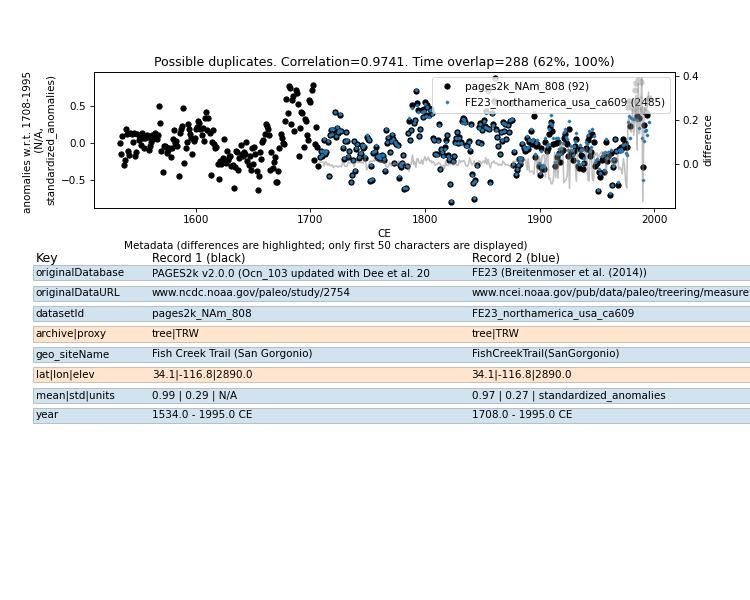 Possible duplicates. Correlation=0.9741. Time overlap=288 (62%, 100%)
anomalies w.r.t. 1708-1995
(N/A,
standardized_anomalies)
0.5
0.0
−0.5
pages2k_NAm_808 (92)
FE23_northamerica_usa_ca609 (2485)
0.4
0.2
0.0
difference
1600 1700 1800 1900 2000
CE
Metadata (differences are highlighted; only first 50 characters are displayed)
Key Record 1 (black) Record 2 (blue)
originalDatabase PAGES2k v2.0.0 (Ocn_103 updated with Dee et al. 20 FE23 (Breitenmoser et al. (2014))
originalDataURL www.ncdc.noaa.gov/paleo/study/2754 www.ncei.noaa.gov/pub/data/paleo/treering/measure
datasetId pages2k_NAm_808 FE23_northamerica_usa_ca609
archive|proxy tree|TRW tree|TRW
geo_siteName Fish Creek Trail (San Gorgonio) FishCreekTrail(SanGorgonio)
lat|lon|elev 34.1|-116.8|2890.0 34.1|-116.8|2890.0
mean|std|units 0.99 | 0.29 | N/A 0.97 | 0.27 | standardized_anomalies
year 1534.0 - 1995.0 CE 1708.0 - 1995.0 CE